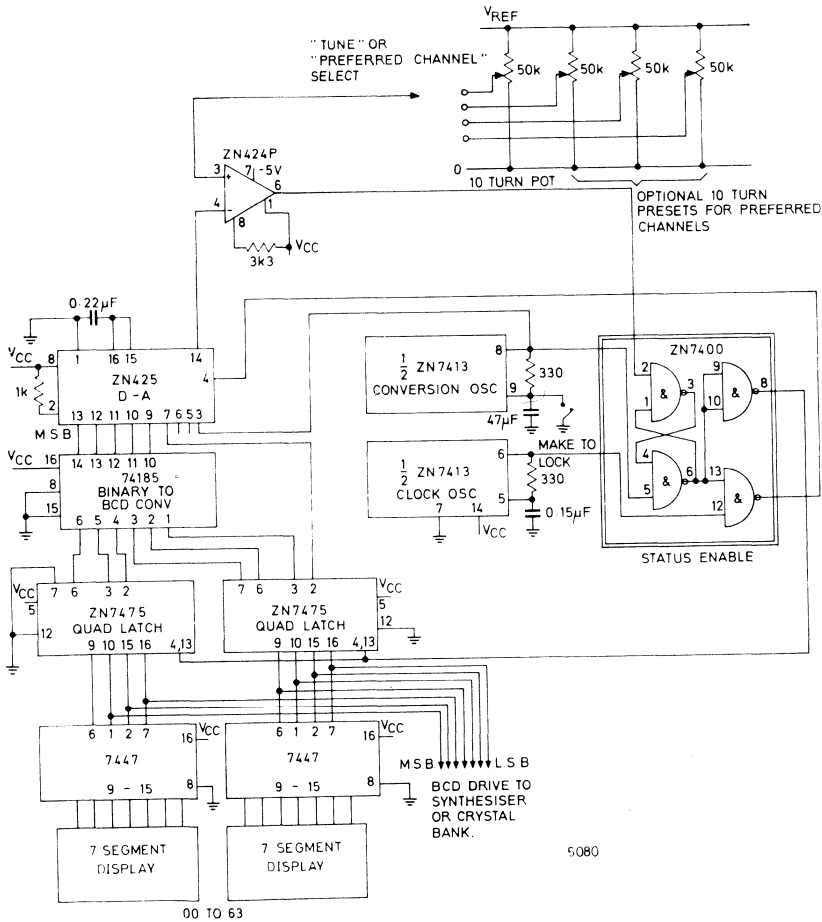 VREF
"TUNE" OR
"PREFERRED CHANNEL"
SELECT
50k 50k 50k 50k
ZN424P
7 -5V
3 + 6
4 - 1
8
3k3 VCC
0
10 TURN POT
OPTIONAL 10 TURN
PRESETS FOR PREFERRED
CHANNELS
0·22µF
VCC 8 1 16 15 14
1k 2
ZN425
D-A
4
13 12 11 10 9 7 6 5 3
M.S.B
VCC 16 14 13 12 11 10
8
15
74185
BINARY TO
BCD CONV
6 5 4 3 2 1
1/2 ZN7413
CONVERSION OSC
8
9
330
47µF
MAKE TO
LOCK
1/2 ZN7413
CLOCK OSC
6
5
330
0·15µF
7 14
VCC
ZN7400
2 & 3
1
9 & 8
10
4 & 6
5
13 &
12
STATUS ENABLE
VCC 7 6 3 2
5
12
ZN7475
QUAD LATCH
9 10 15 16 4,13
7 6 3 2 VCC
5
12
ZN7475
QUAD LATCH
9 10 15 16 4,13
6 1 2 7 VCC
16
7447
8
9 - 15
6 1 2 7 VCC
16
7447
8
9 - 15
M.S.B L.S.B
BCD DRIVE TO
SYNTHESISER
OR CRYSTAL
BANK.
7 SEGMENT
DISPLAY
7 SEGMENT
DISPLAY
5080
00 TO 63